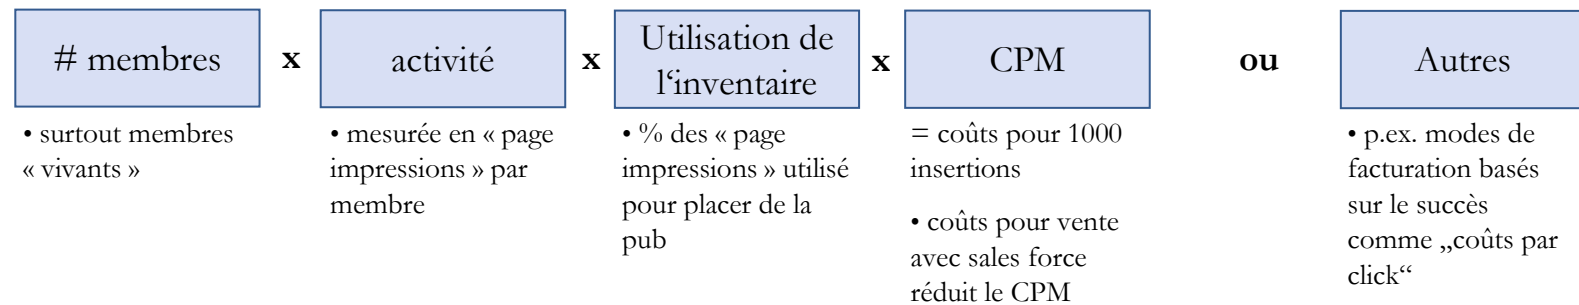 # membres
x
activité
x
Utilisation de
l‘inventaire
x
CPM
ou
Autres
• surtout membres
« vivants »
• mesurée en « page
impressions » par
membre
• % des « page
impressions » utilisé
pour placer de la
pub
= coûts pour 1000
insertions
• coûts pour vente
avec sales force
réduit le CPM
• p.ex. modes de
facturation basés
sur le succès
comme „coûts par
click“